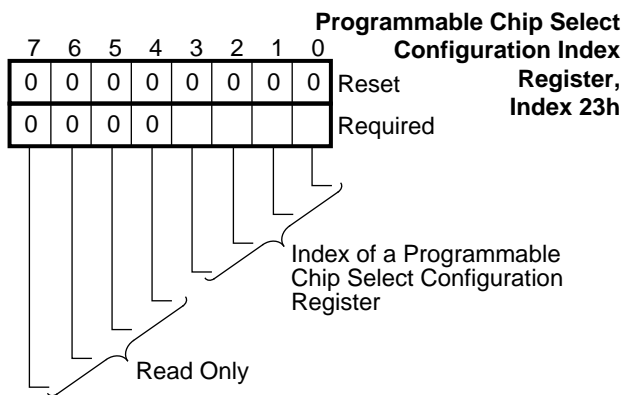 Programmable Chip Select
Configuration Index
Register,
Index 23h
7 6 5 4 3 2 1 0
0 0 0 0 0 0 0 0 Reset
0 0 0 0 Required
Index of a Programmable
Chip Select Configuration
Register
Read Only